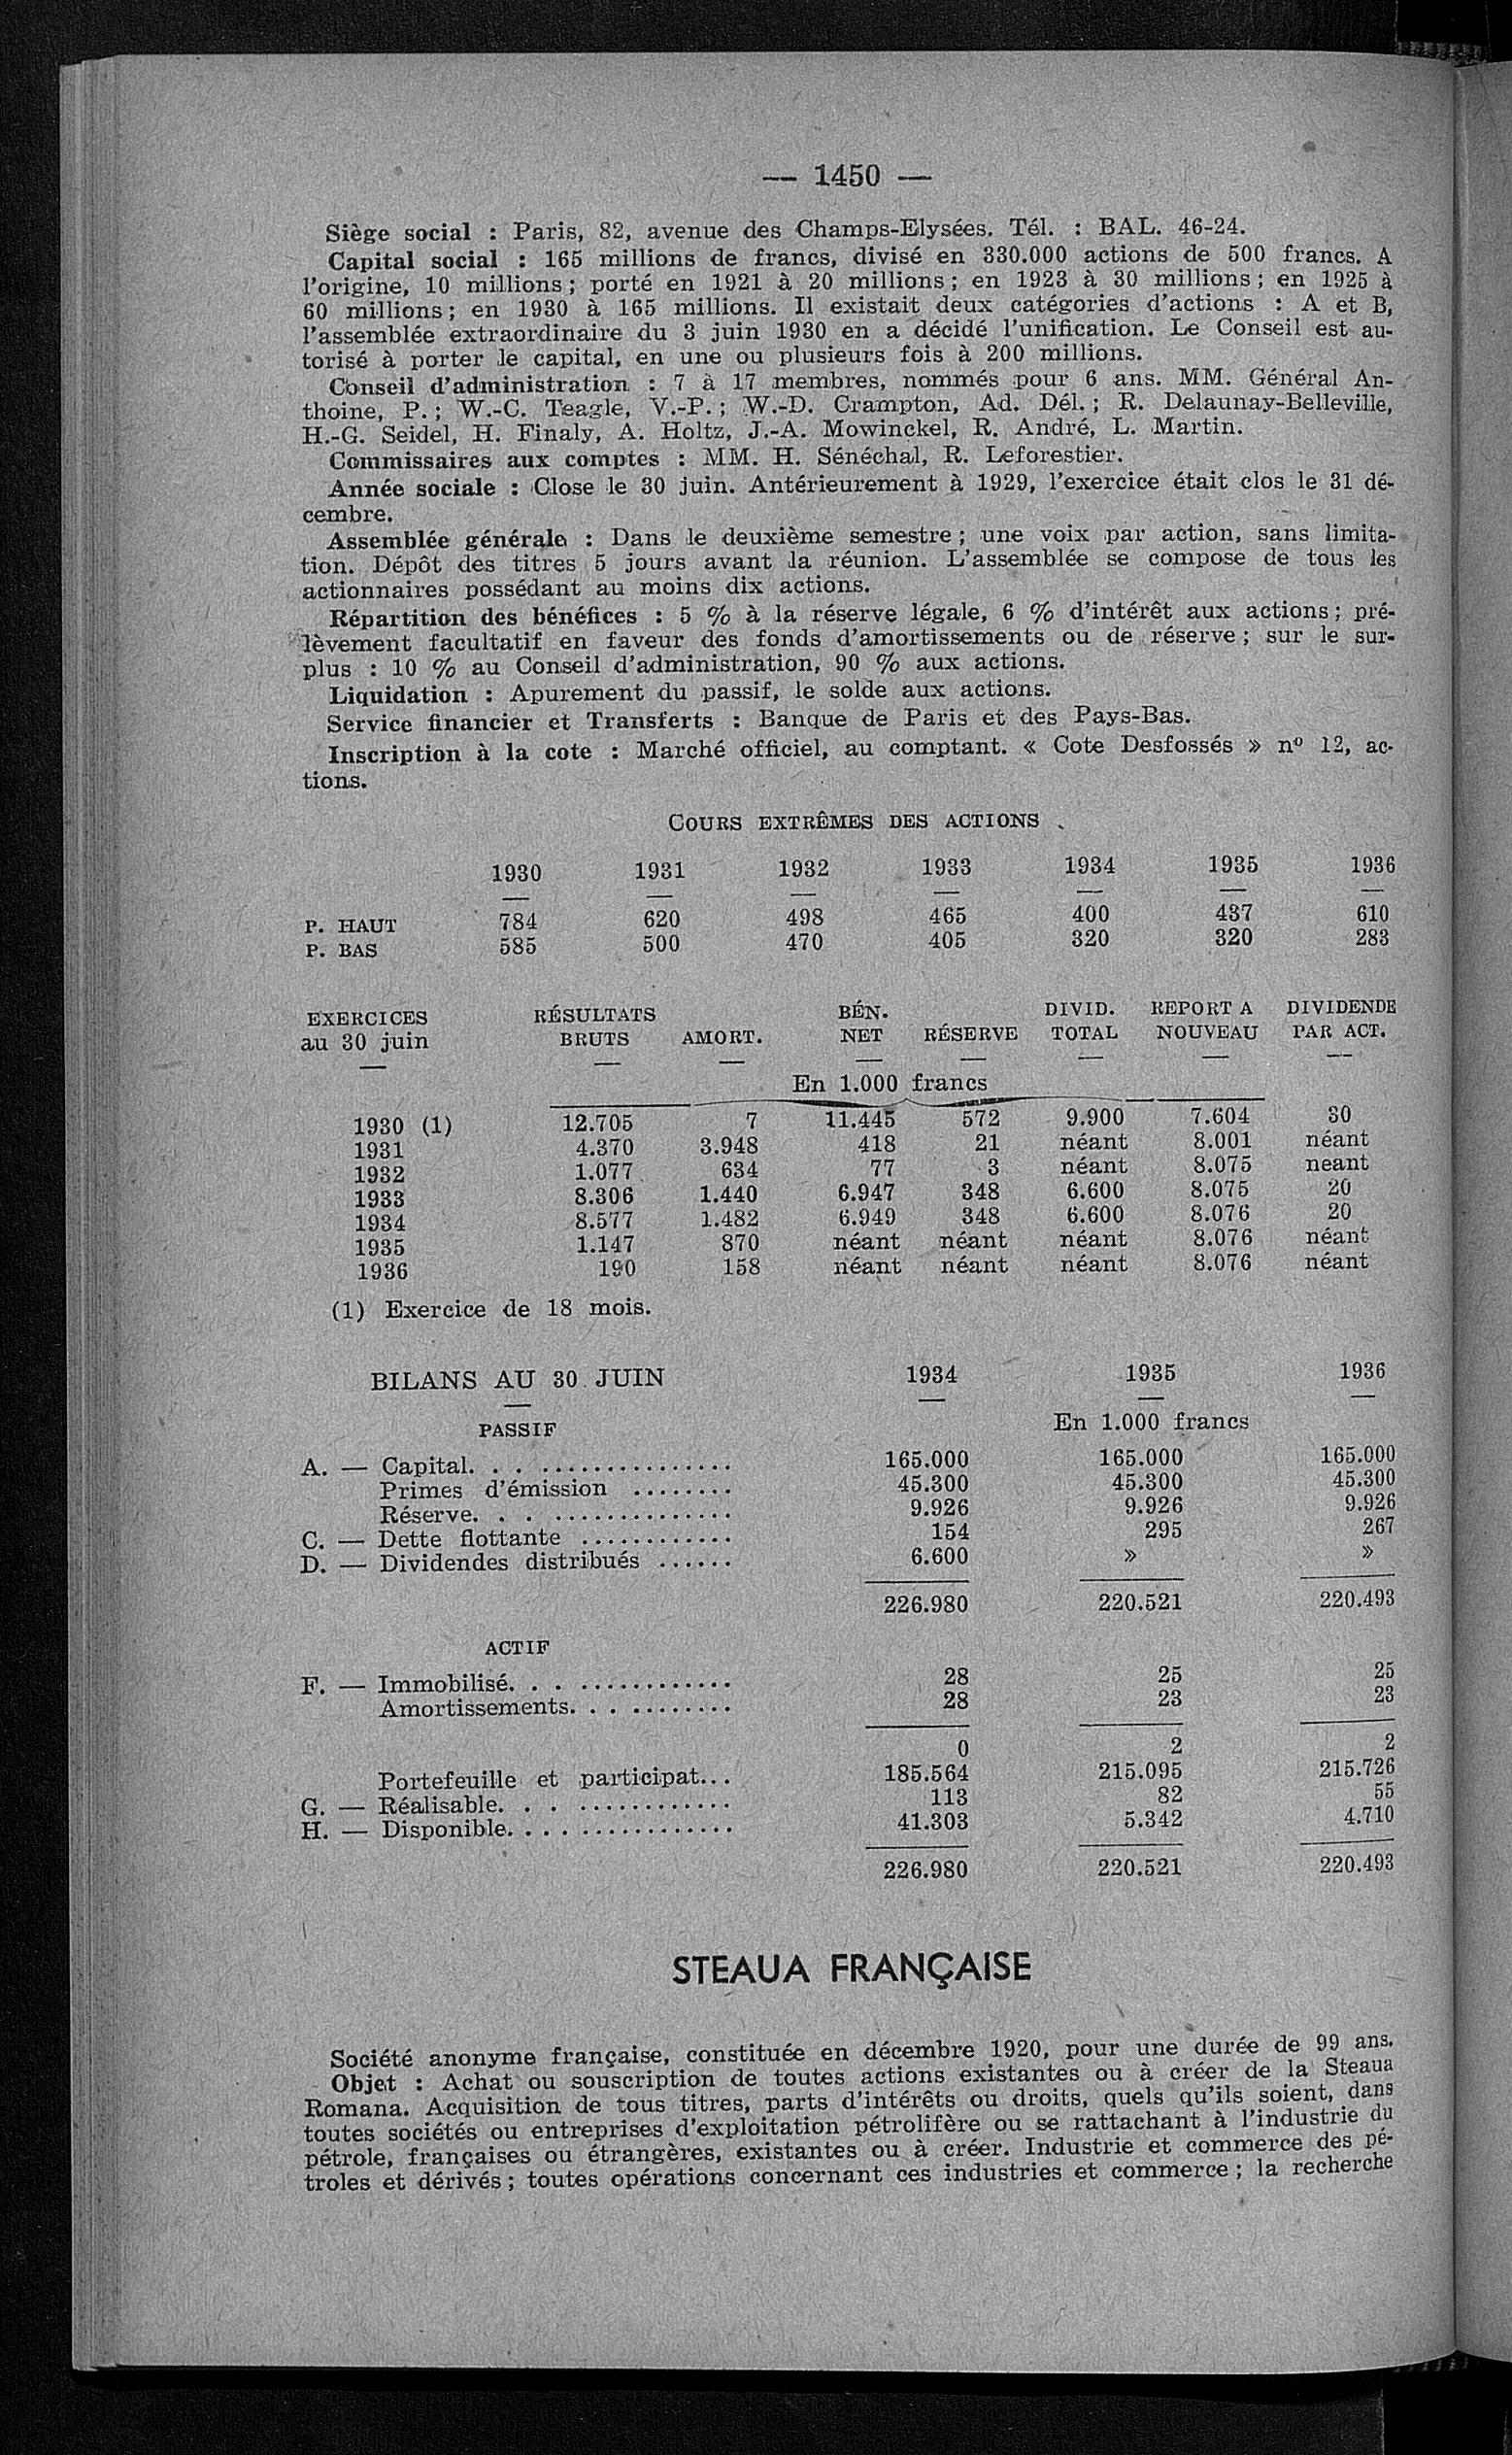 — 1450 —
Siège social : Paris, 82, avenue des Champs-Elysées. Tél. : BAL. 46-24.
Capital social : 165 millions de francs, divisé en 330.000 actions de 500 francs. A
l'origine, 10 millions; porté en 1921 à 20 millions; en 1923 à 30 millions; en 1925 à
60 millions; en 1930 à 165 millions. Il existait deux catégories d'actions : A et B,
l'assemblée extraordinaire du 3 juin 1930 en a décidé l'unification. Le Conseil est au-
torisé à porter le capital, en une ou plusieurs fois à 200 millions.
Conseil d'administration : 7 à 17 membres, nommés pour 6 ans. MM. Général An-
thoine, P.; W.-C. Teagle, V.-P.; W.-D. Crampton, Ad. Dél.; R. Delaunay-Belleville,
H.-G. Seidel, H. Finaly, A. Holtz, J.-A. Mowinckel, R. André, L. Martin.
Commissaires aux comptes : MM. H. Sénéchal, R. Leforestier.
Année sociale : Close le 30 juin. Antérieurement à 1929, l'exercice était clos le 31 dé-
cembre.
Assemblée générale : Dans le deuxième semestre; une voix par action, sans limita-
tion. Dépôt des titres 5 jours avant la réunion. L'assemblée se compose de tous les
actionnaires possédant au moins dix actions.
Répartition des bénéfices : 5 % à la réserve légale, 6 % d'intérêt aux actions; pré-
lèvement facultatif en faveur des fonds d'amortissements ou de réserve; sur le sur-
plus : 10 % au Conseil d'administration, 90 % aux actions.
Liquidation : Apurement du passif, le solde aux actions.
Service financier et Transferts : Banque de Paris et des Pays-Bas.
Inscription à la cote : Marché officiel, au comptant. « Cote Desfossés » nº 12, ac-
tions.
COURS EXTRÊMES DES ACTIONS
1930 1931 1932 1933 1934 1935 1936
P. HAUT 784 620 498 465 400 437 610
P. BAS 585 500 470 405 320 320 283
EXERCICES RÉSULTATS BÉN. DIVID. REPORT A DIVIDENDE
au 30 juin BRUTS AMORT. NET RÉSERVE TOTAL NOUVEAU PAR ACT.
En 1.000 francs
1930 (1) 12.705 7 11.445 572 9.900 7.604 30
1931 4.370 3.948 418 21 néant 8.001 néant
1932 1.077 634 77 3 néant 8.075 neant
1933 8.306 1.440 6.947 348 6.600 8.075 20
1934 8.577 1.482 6.949 348 6.600 8.076 20
1935 1.147 870 néant néant néant 8.076 néant
1936 190 158 néant néant néant 8.076 néant
(1) Exercice de 18 mois.
BILANS AU 30 JUIN 1934 1935 1936
PASSIF En 1.000 francs
A. — Capital. . . ................ 165.000 165.000 165.000
Primes d'émission ........ 45.300 45.300 45.300
Réserve. . . ............... 9.926 9.926 9.926
C. — Dette flottante ............ 154 295 267
D. — Dividendes distribués ...... 6.600 » »
226.980 220.521 220.493
ACTIF
F. — Immobilisé. . . ............. 28 25 25
Amortissements. . . ......... 28 23 23
0 2 2
Portefeuille et participat... 185.564 215.095 215.726
G. — Réalisable. . . ............. 113 82 55
H. — Disponible. . . ............... 41.303 5.342 4.710
226.980 220.521 220.493
STEAUA FRANÇAISE
Société anonyme française, constituée en décembre 1920, pour une durée de 99 ans.
Objet : Achat ou souscription de toutes actions existantes ou à créer de la Steaua
Romana. Acquisition de tous titres, parts d'intérêts ou droits, quels qu'ils soient, dans
toutes sociétés ou entreprises d'exploitation pétrolifère ou se rattachant à l'industrie du
pétrole, françaises ou étrangères, existantes ou à créer. Industrie et commerce des pé-
troles et dérivés; toutes opérations concernant ces industries et commerce; la recherche